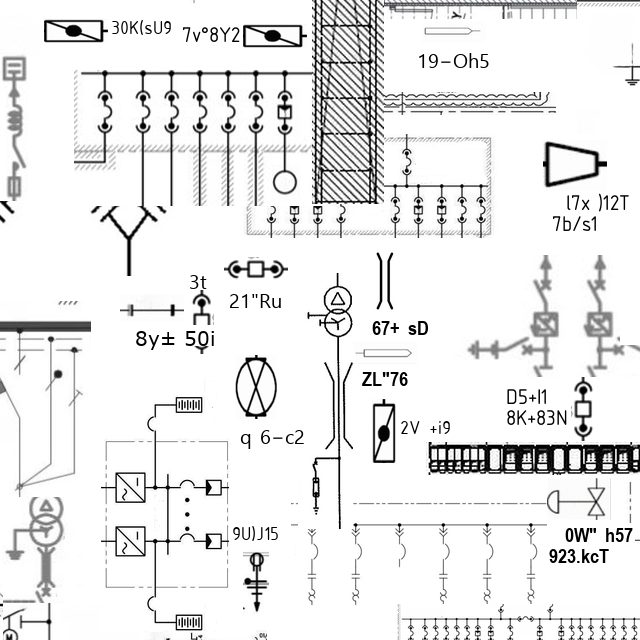 30K(sU9
7v°8Y2
19−Oh5
l7x )12T
7b/s1
3t
21"Ru
8y± 50i
67+ sD
ZL"76
D5+I1
8K+83N
2V +i9
q 6−c2
9U)J15
0W" h57
923.kcT